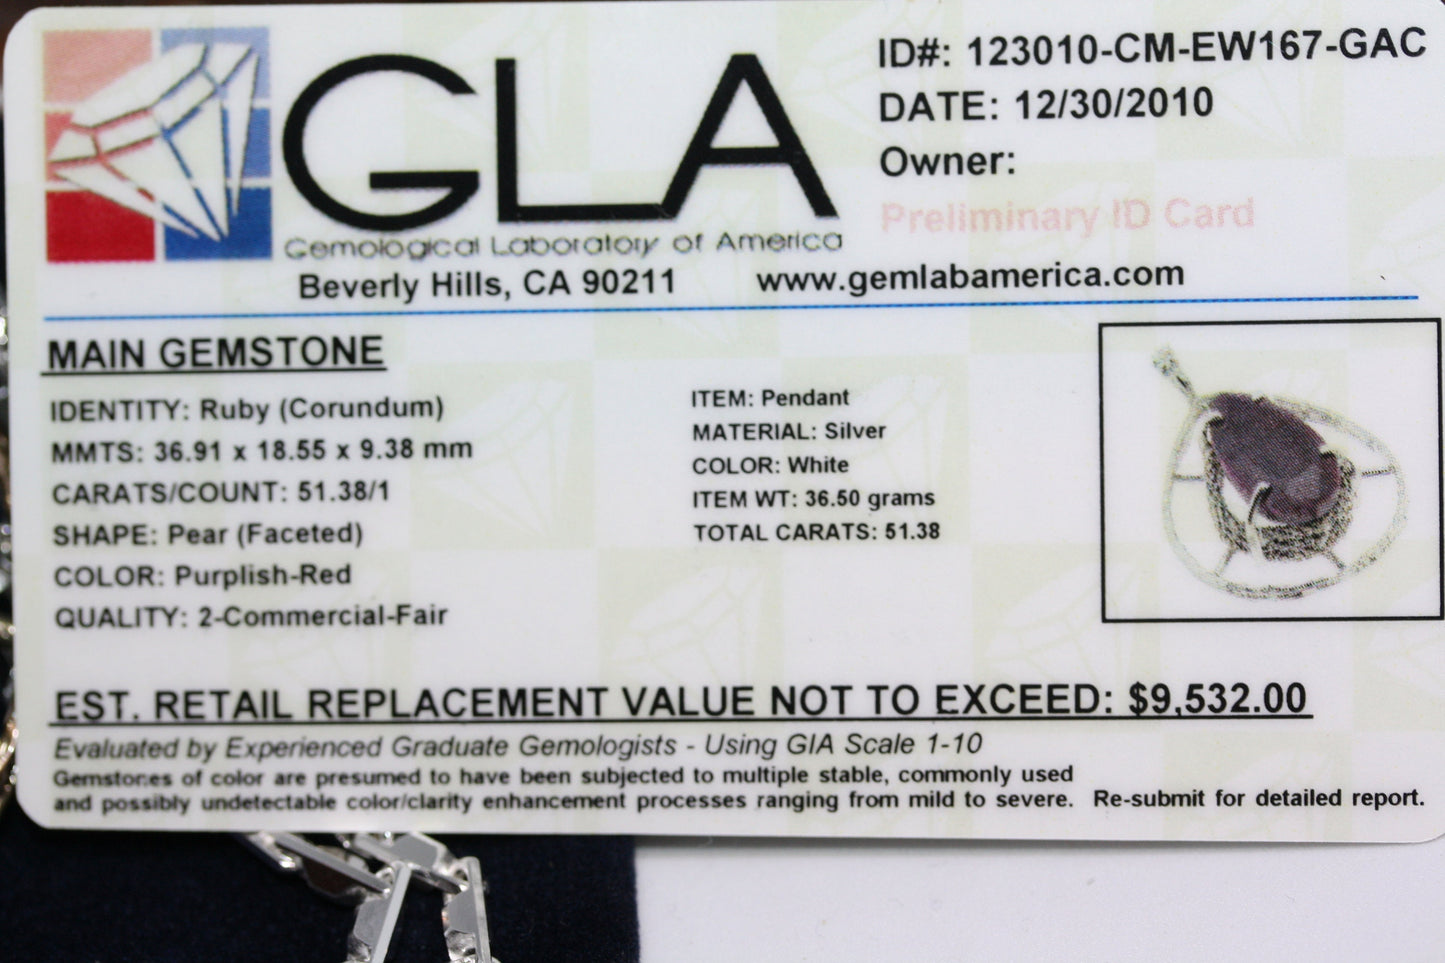 GLA
Gemological Laboratory of America
Beverly Hills, CA 90211 www.gemlabamerica.com
ID#: 123010-CM-EW167-GAC
DATE: 12/30/2010
Owner:
Preliminary ID Card
MAIN GEMSTONE
IDENTITY: Ruby (Corundum)
MMTS: 36.91 x 18.55 x 9.38 mm
CARATS/COUNT: 51.38/1
SHAPE: Pear (Faceted)
COLOR: Purplish-Red
QUALITY: 2-Commercial-Fair
ITEM: Pendant
MATERIAL: Silver
COLOR: White
ITEM WT: 36.50 grams
TOTAL CARATS: 51.38
EST. RETAIL REPLACEMENT VALUE NOT TO EXCEED: $9,532.00
Evaluated by Experienced Graduate Gemologists - Using GIA Scale 1-10
Gemstones of color are presumed to have been subjected to multiple stable, commonly used
and possibly undetectable color/clarity enhancement processes ranging from mild to severe. Re-submit for detailed report.